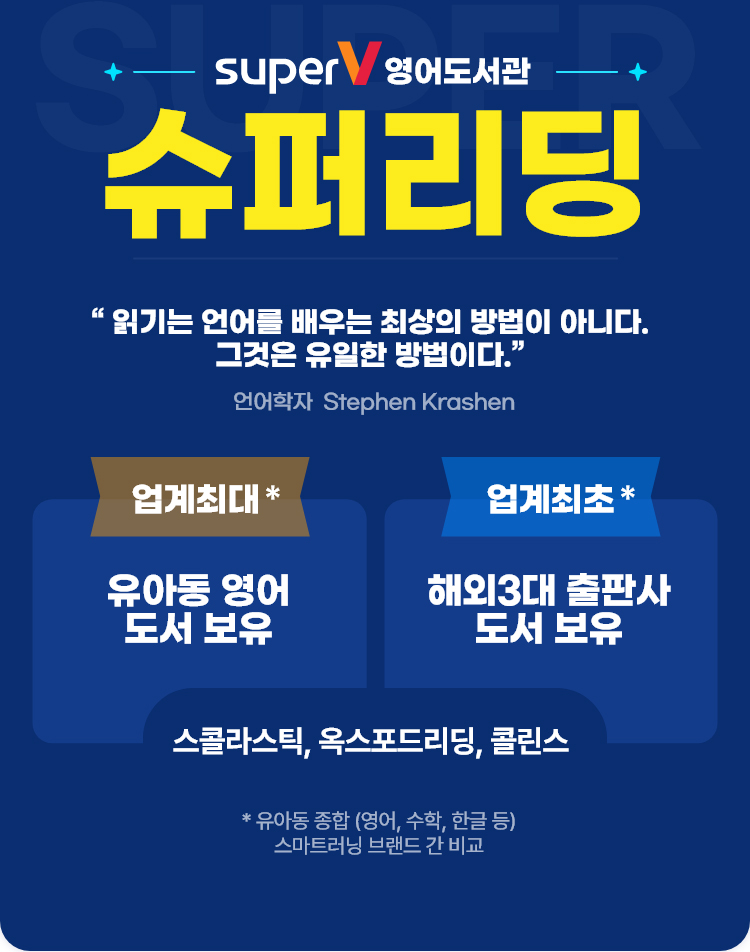 SUPER
superV 영어도서관
슈퍼리딩
“ 읽기는 언어를 배우는 최상의 방법이 아니다.
그것은 유일한 방법이다.”
언어학자 Stephen Krashen
업계최대*
유아동 영어
도서 보유
업계최초*
해외3대 출판사
도서 보유
스콜라스틱, 옥스포드리딩, 콜린스
* 유아동 종합 (영어, 수학, 한글 등)
스마트러닝 브랜드 간 비교